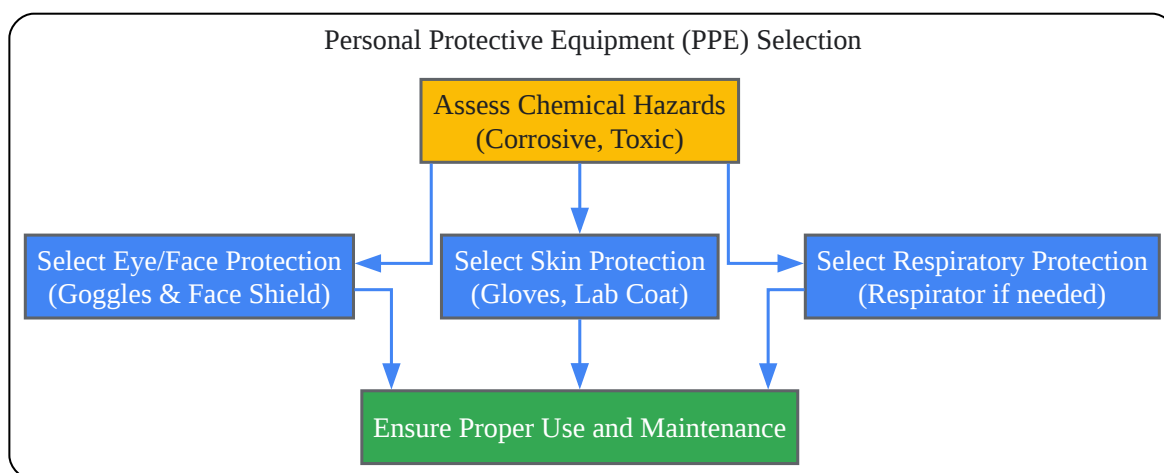 Personal Protective Equipment (PPE) Selection
Assess Chemical Hazards
(Corrosive, Toxic)
Select Eye/Face Protection
(Goggles & Face Shield)
Select Skin Protection
(Gloves, Lab Coat)
Select Respiratory Protection
(Respirator if needed)
Ensure Proper Use and Maintenance